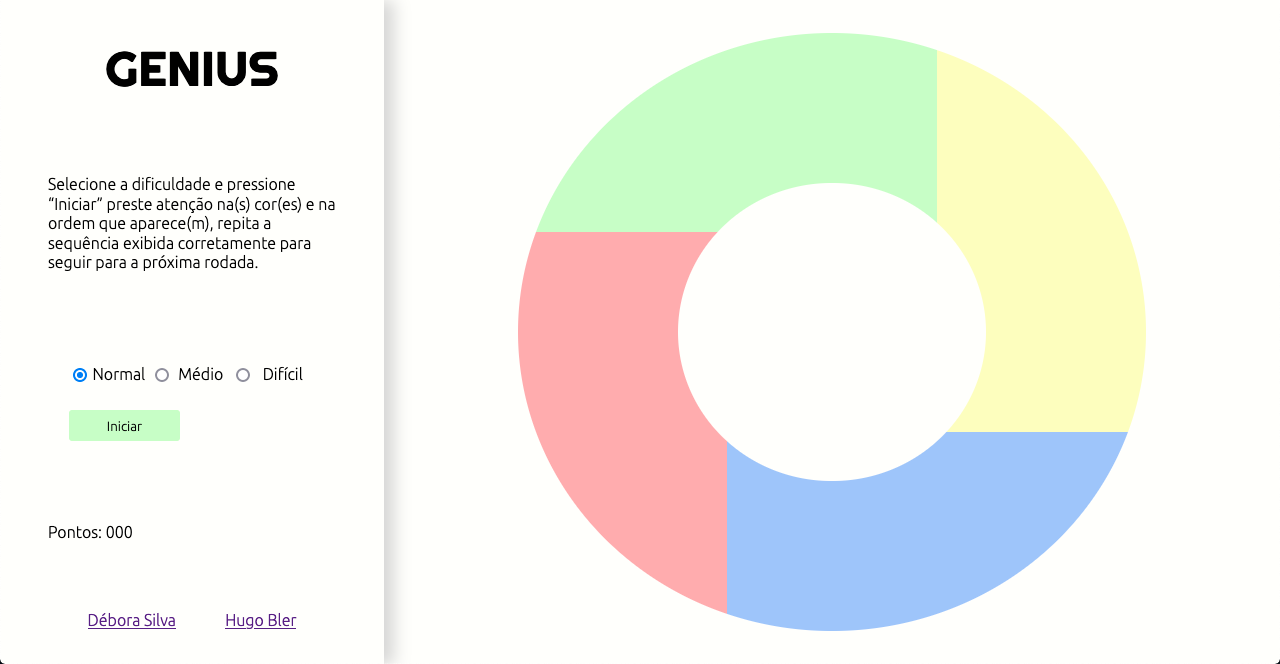 GENIUS
Selecione a dificuldade e pressione
“Iniciar” preste atenção na(s) cor(es) e na
ordem que aparece(m), repita a
sequência exibida corretamente para
seguir para a próxima rodada.
Normal Médio Difícil
Iniciar
Pontos: 000
Débora Silva Hugo Bler